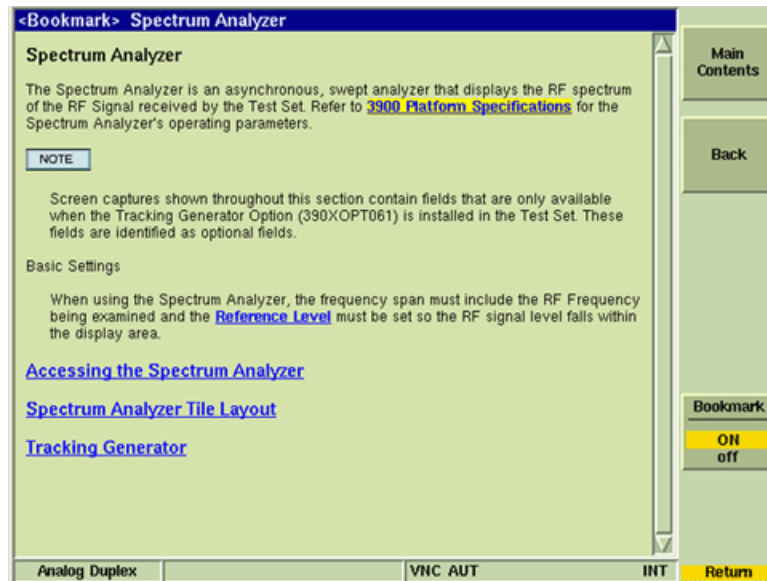 <Bookmark> Spectrum Analyzer
Spectrum Analyzer
The Spectrum Analyzer is an asynchronous, swept analyzer that displays the RF spectrum
of the RF Signal received by the Test Set. Refer to 3900 Platform Specifications for the
Spectrum Analyzer's operating parameters.
NOTE
Screen captures shown throughout this section contain fields that are only available
when the Tracking Generator Option (390XOPT061) is installed in the Test Set. These
fields are identified as optional fields.
Basic Settings
When using the Spectrum Analyzer, the frequency span must include the RF Frequency
being examined and the Reference Level must be set so the RF signal level falls within
the display area.
Accessing the Spectrum Analyzer
Spectrum Analyzer Tile Layout
Tracking Generator
Main
Contents
Back
Bookmark
ON
off
Analog Duplex
VNC AUT
INT
Return